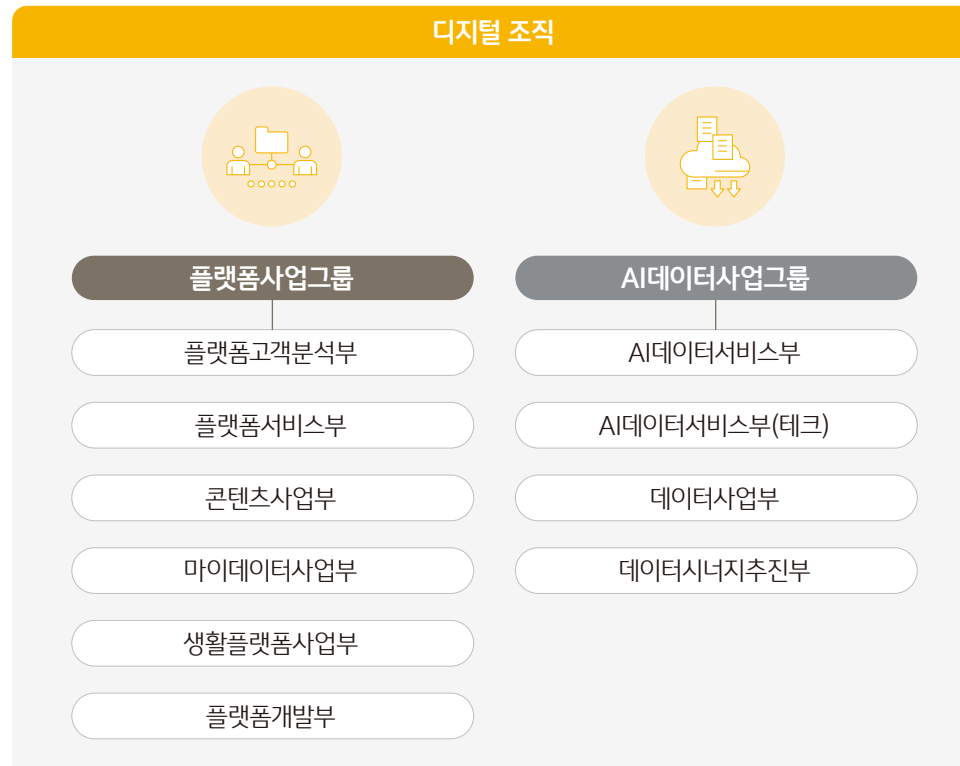 디지털 조직
플랫폼사업그룹
플랫폼고객분석부
플랫폼서비스부
콘텐츠사업부
마이데이터사업부
생활플랫폼사업부
플랫폼개발부
AI데이터사업그룹
AI데이터서비스부
AI데이터서비스부(테크)
데이터사업부
데이터시너지추진부